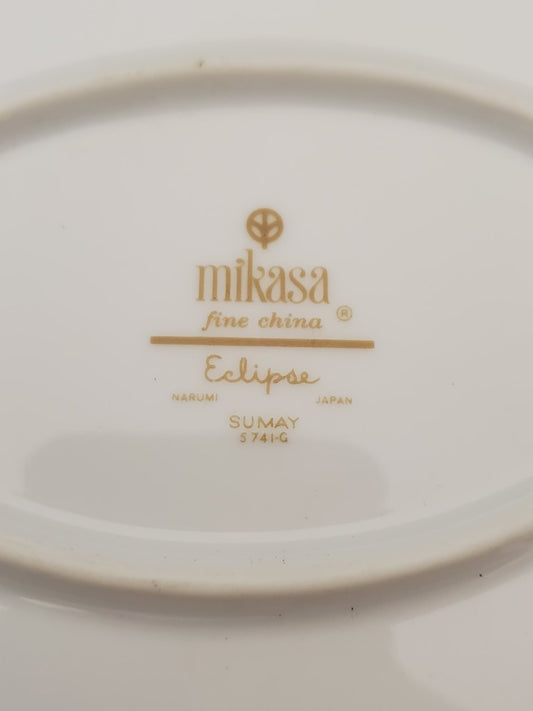 mikasa
fine china ®
Eclipse
NARUMI JAPAN
SUMAY
5741-G